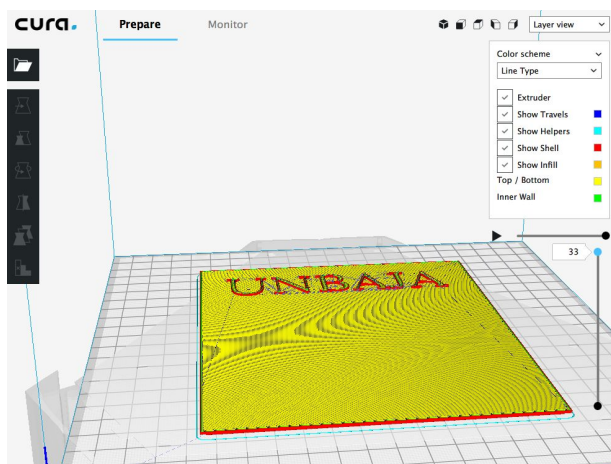 cura.
Prepare
Monitor
Layer view
Color scheme
Line Type
Extruder
Show Travels
Show Helpers
Show Shell
Show Infill
Top / Bottom
Inner Wall
33
UNBAIA